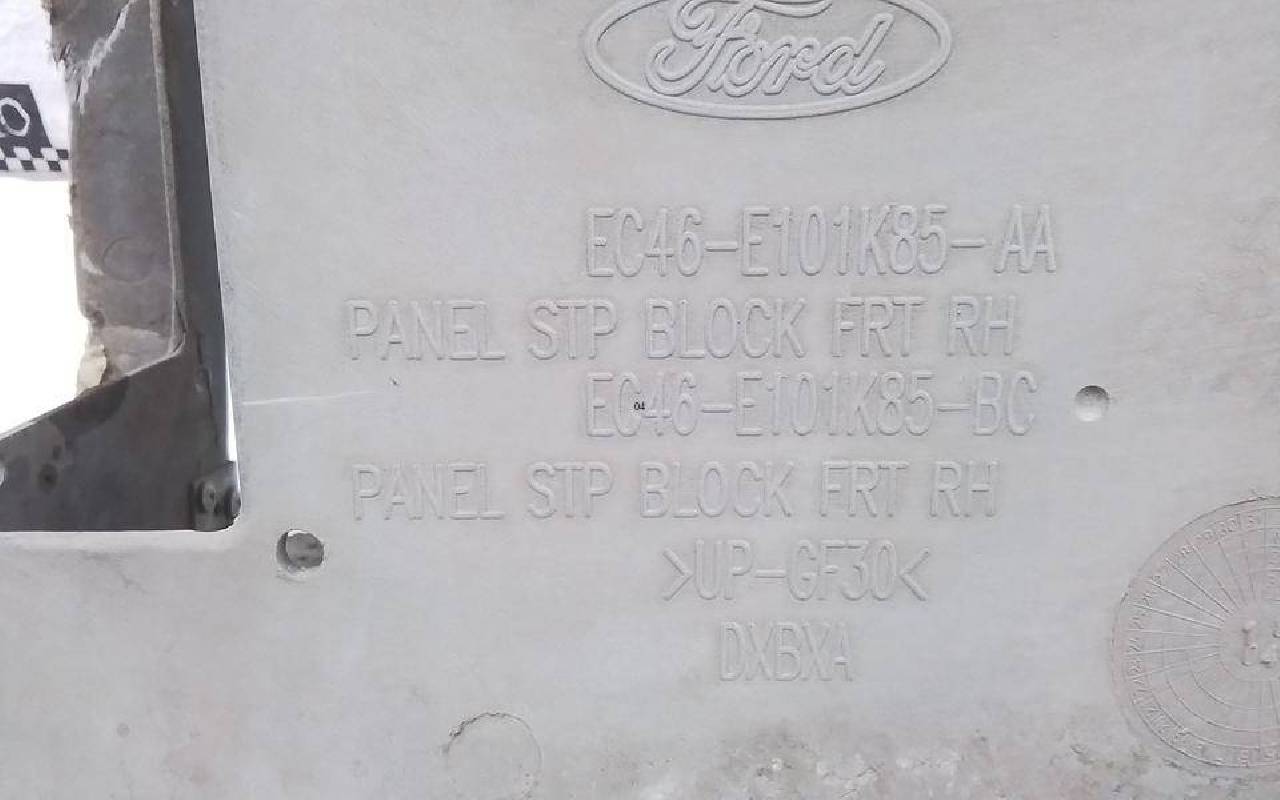 Ford
EC46-E101K85-AA
PANEL STP BLOCK FRT RH
EC46-E101K85-BC
04
PANEL STP BLOCK FRT RH
>UP-GF30<
DXBXA